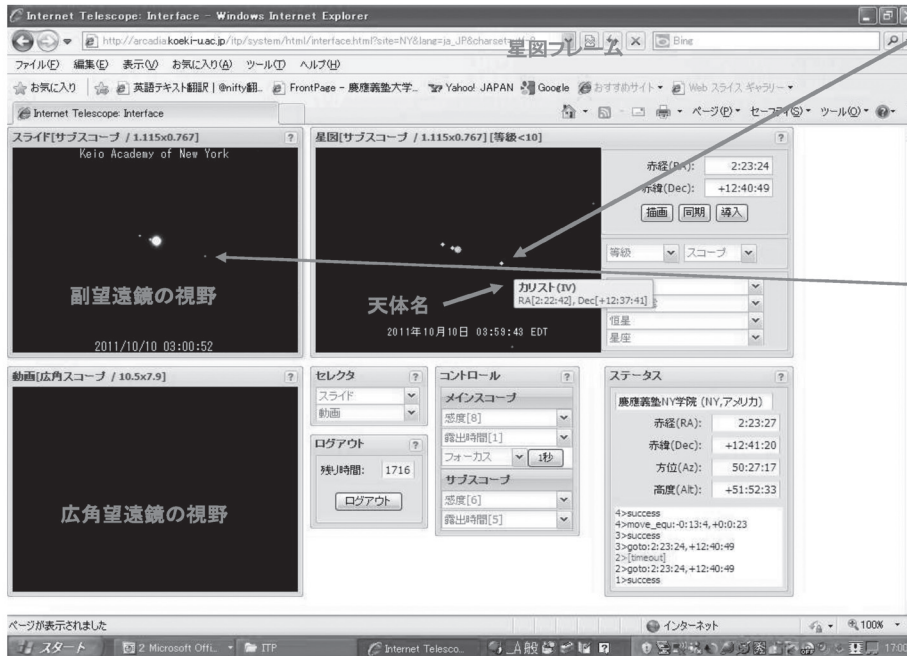 Internet Telescope: Interface - Windows Internet Explorer
http://arcadia.koeki-u.ac.jp/itp/system/html/interface.html?site=NY&lang=ja_JP&charset=
Bing
星図フレーム
ファイル(F) 編集(E) 表示(V) お気に入り(A) ツール(T) ヘルプ(H)
お気に入り 英語テキスト翻訳 | @nifty翻... FrontPage - 慶應義塾大学... Yahoo! JAPAN Google おすすめサイト Web スライス ギャラリー
Internet Telescope: Interface
ページ(P) セーフティ(S) ツール(O)
スライド[サブスコープ / 1.115x0.767] ?
Keio Academy of New York
副望遠鏡の視野
2011/10/10 03:00:52
星図[サブスコープ / 1.115x0.767] [等級<10] ?
天体名
カリスト(IV)
RA[2:22:42], Dec[+12:37:41]
2011年10月10日 03:59:43 EDT
赤経(RA): 2:23:24
赤緯(Dec): +12:40:49
描画 同期 導入
等級 スコープ
恒星
星座
動画[広角スコープ / 10.5x7.9] ?
広角望遠鏡の視野
セレクタ ?
スライド
動画
ログアウト ?
残り時間: 1716
ログアウト
コントロール ?
メインスコープ
感度[8]
露出時間[1]
フォーカス 1秒
サブスコープ
感度[6]
露出時間[5]
ステータス ?
慶應義塾NY学院 (NY,アメリカ)
赤経(RA): 2:23:27
赤緯(Dec): +12:41:20
方位(Az): 50:27:17
高度(Alt): +51:52:33
4>success
4>move_equ:-0:13:4,+0:0:23
3>success
3>goto:2:23:24,+12:40:49
2>[timeout]
2>goto:2:23:24,+12:40:49
1>success
ページが表示されました インターネット 100%
スタート 2 Microsoft Offi... ITP Internet Telesco... A般 17:00